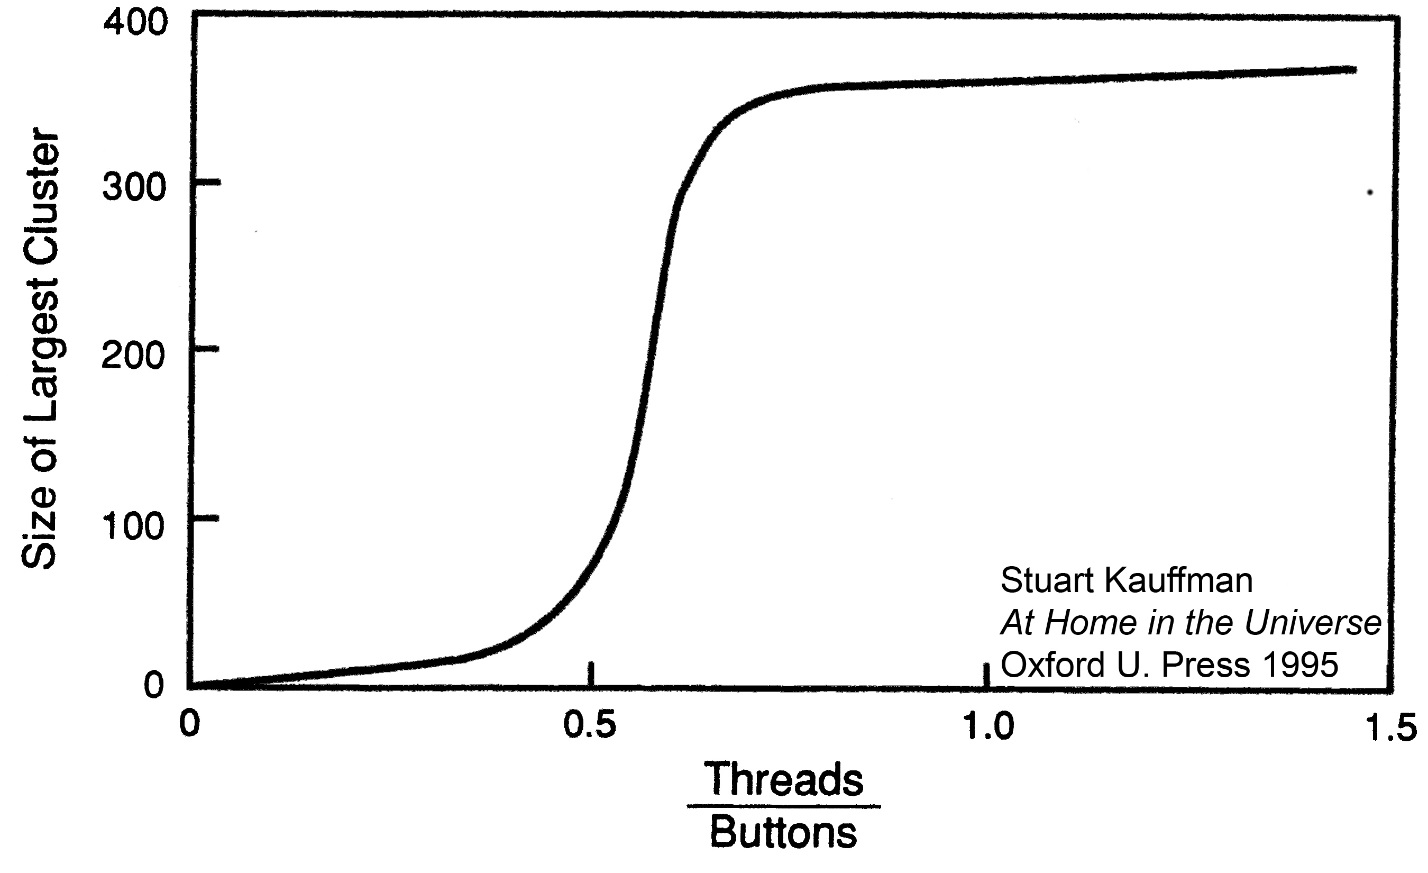 400
300
200
100
0
Size of Largest Cluster
0
0.5
1.0
1.5
Threads
Buttons
Stuart Kauffman
At Home in the Universe
Oxford U. Press 1995